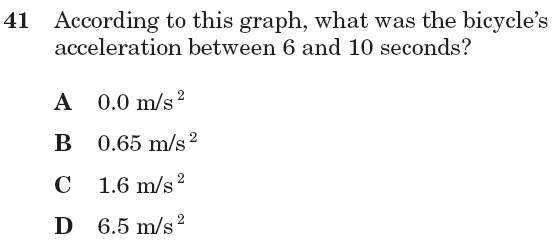 41 According to this graph, what was the bicycle’s
acceleration between 6 and 10 seconds?
A 0.0 m/s²
B 0.65 m/s²
C 1.6 m/s²
D 6.5 m/s²